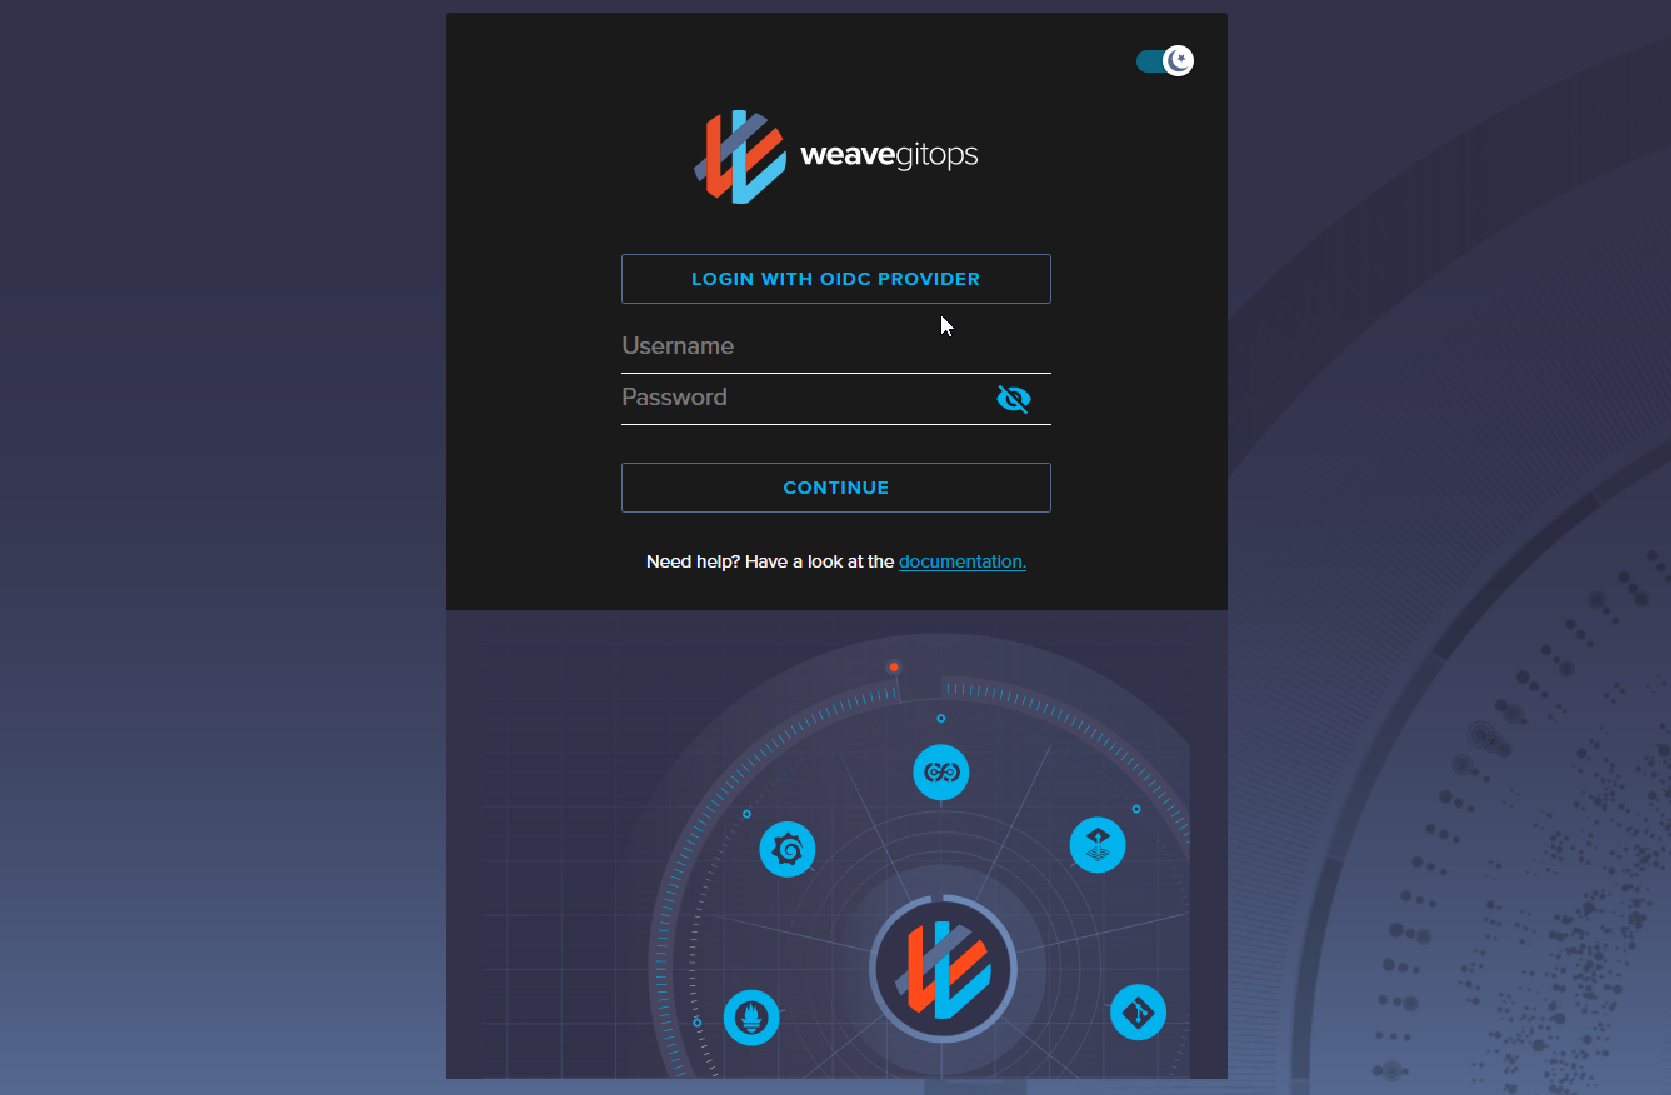 weavegitops
LOGIN WITH OIDC PROVIDER
Username
Password
CONTINUE
Need help? Have a look at the documentation.